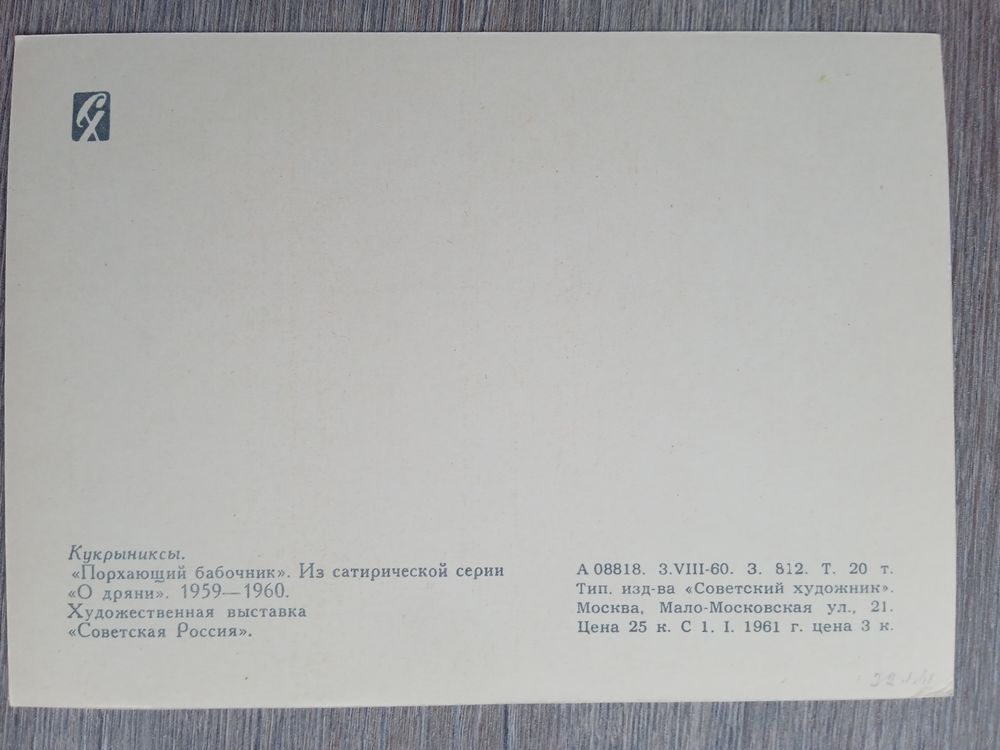 СХ
Кукрыниксы.
«Порхающий бабочник». Из сатирической серии
«О дряни». 1959—1960.
Художественная выставка
«Советская Россия».
А 08818. 3.VIII-60. З. 812. Т. 20 т.
Тип. изд-ва «Советский художник».
Москва, Мало-Московская ул., 21.
Цена 25 к. С 1. I. 1961 г. цена 3 к.